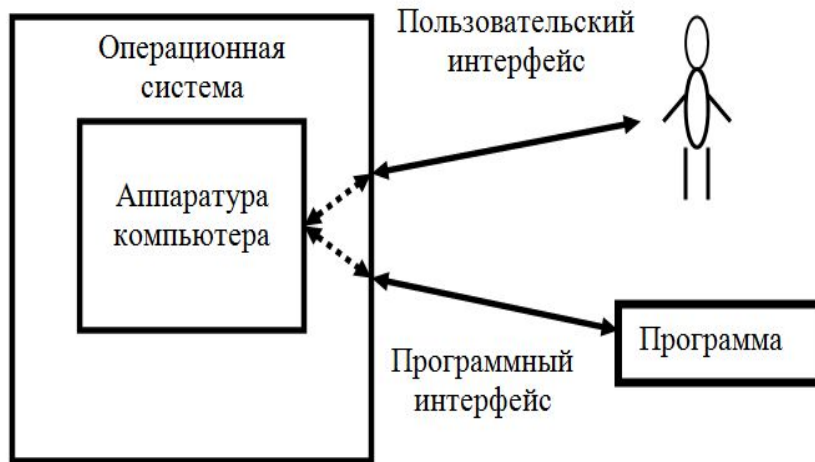 Операционная
система
Аппаратура
компьютера
Пользовательский
интерфейс
Программный
интерфейс
Программа